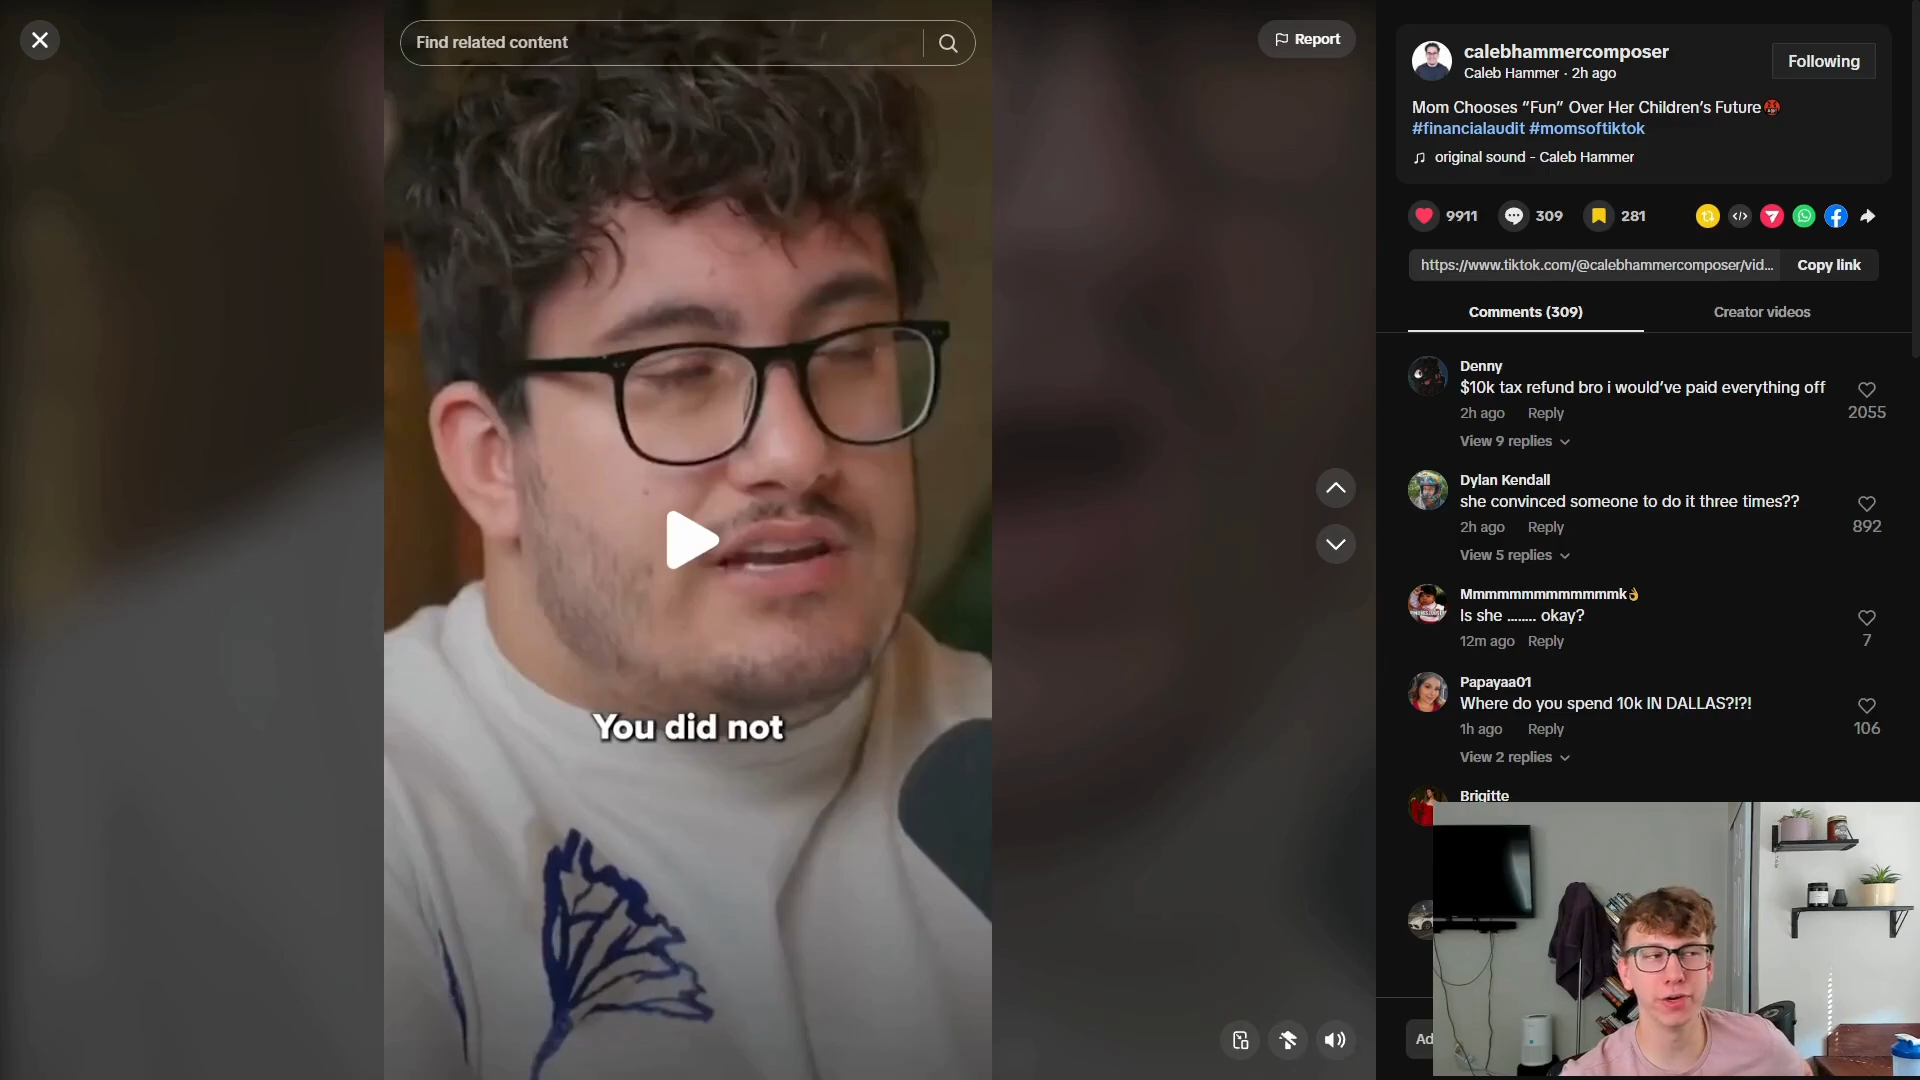 Find related content
Report
calebhammercomposer
Caleb Hammer · 2h ago
Following
Mom Chooses “Fun” Over Her Children’s Future
#financialaudit #momsoftiktok
original sound - Caleb Hammer
9911
309
281
https://www.tiktok.com/@calebhammercomposer/vid...
Copy link
Comments (309)
Creator videos
Denny
$10k tax refund bro i would’ve paid everything off
2h ago
Reply
2055
View 9 replies
Dylan Kendall
she convinced someone to do it three times??
2h ago
Reply
892
View 5 replies
Mmmmmmmmmmmmmk👌
Is she ........ okay?
12m ago
Reply
7
Papayaa01
Where do you spend 10k IN DALLAS?!?!
1h ago
Reply
106
View 2 replies
Brigitte
You did not
Ad